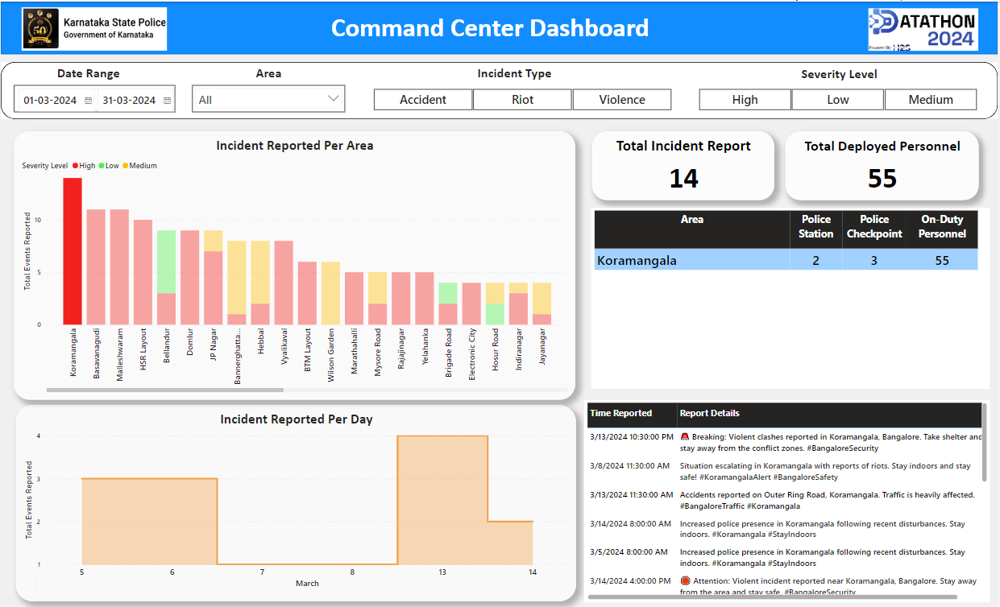 50
Karnataka State Police
Government of Karnataka
Command Center Dashboard
DATATHON
2024
Powered By H2S
Date Range
Area
Incident Type
Severity Level
01-03-2024
31-03-2024
All
Accident
Riot
Violence
High
Low
Medium
Incident Reported Per Area
Severity Level High Low Medium
Total Events Reported
10
5
0
Koramangala
Basavanagudi
Malleshwaram
HSR Layout
Bellandur
Domlur
JP Nagar
Bannerghatta...
Hebbal
Vyalikaval
BTM Layout
Wilson Garden
Marathahalli
Mysore Road
Rajajinagar
Yelahanka
Brigade Road
Electronic City
Hosur Road
Indiranagar
Jayanagar
Total Incident Report
14
Total Deployed Personnel
55
Area
Police Station
Police Checkpoint
On-Duty Personnel
Koramangala 2 3 55
Incident Reported Per Day
Total Events Reported
4
3
2
1
5 6 7 8 13 14
March
Time Reported Report Details
3/13/2024 10:30:00 PM 🚨 Breaking: Violent clashes reported in Koramangala, Bangalore. Take shelter and
stay away from the conflict zones. #BangaloreSecurity
3/8/2024 11:30:00 AM Situation escalating in Koramangala with reports of riots. Stay indoors and stay
safe! #KoramangalaAlert #BangaloreSafety
3/13/2024 11:30:00 AM Accidents reported on Outer Ring Road, Koramangala. Traffic is heavily affected.
#BangaloreTraffic #Koramangala
3/14/2024 8:00:00 AM Increased police presence in Koramangala following recent disturbances. Stay
indoors. #Koramangala #StayIndoors
3/5/2024 8:00:00 AM Increased police presence in Koramangala following recent disturbances. Stay
indoors. #Koramangala #StayIndoors
3/14/2024 4:00:00 PM 🛑 Attention: Violent incident reported near Koramangala, Bangalore. Stay away
from the area and stay safe. #BangaloreSecurity